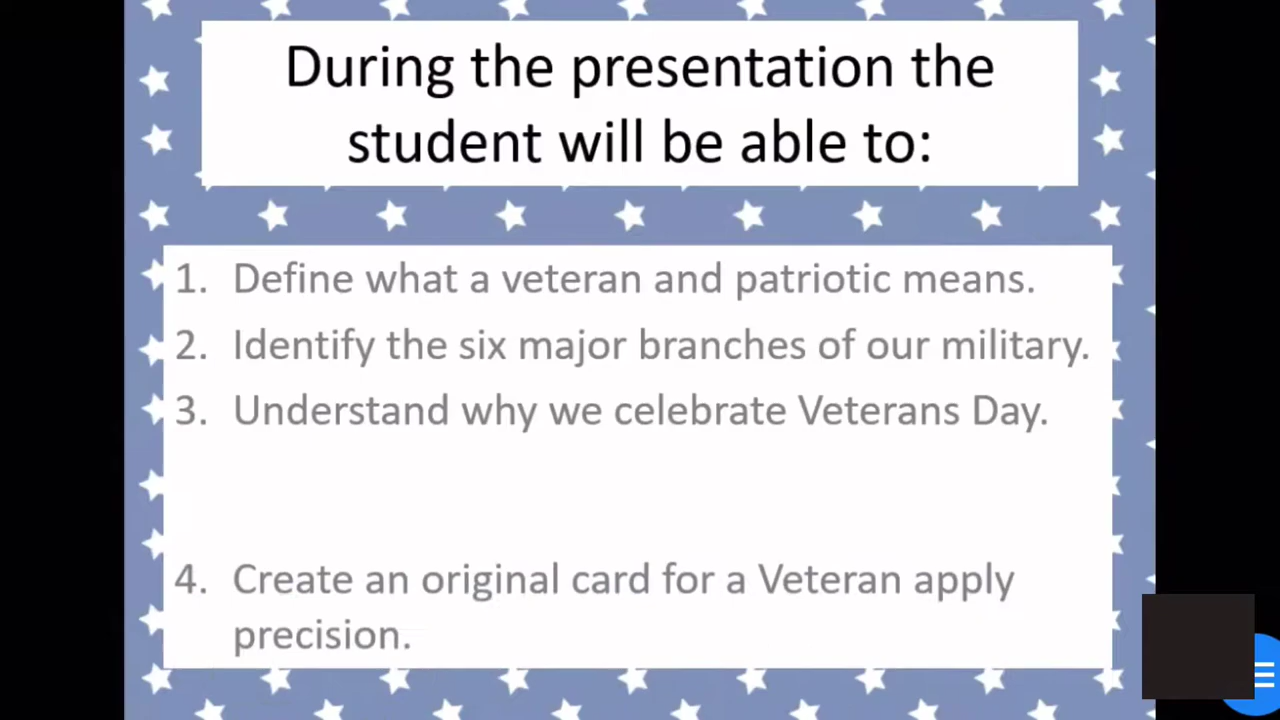 During the presentation the
student will be able to:
1. Define what a veteran and patriotic means.
2. Identify the six major branches of our military.
3. Understand why we celebrate Veterans Day.
4. Create an original card for a Veteran apply
precision.